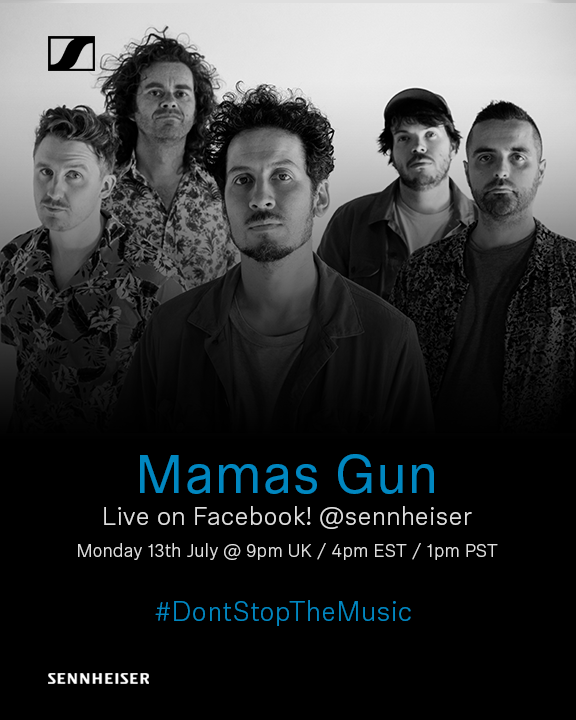 Mamas Gun
Live on Facebook! @sennheiser
Monday 13th July @ 9pm UK / 4pm EST / 1pm PST
#DontStopTheMusic
SENNHEISER